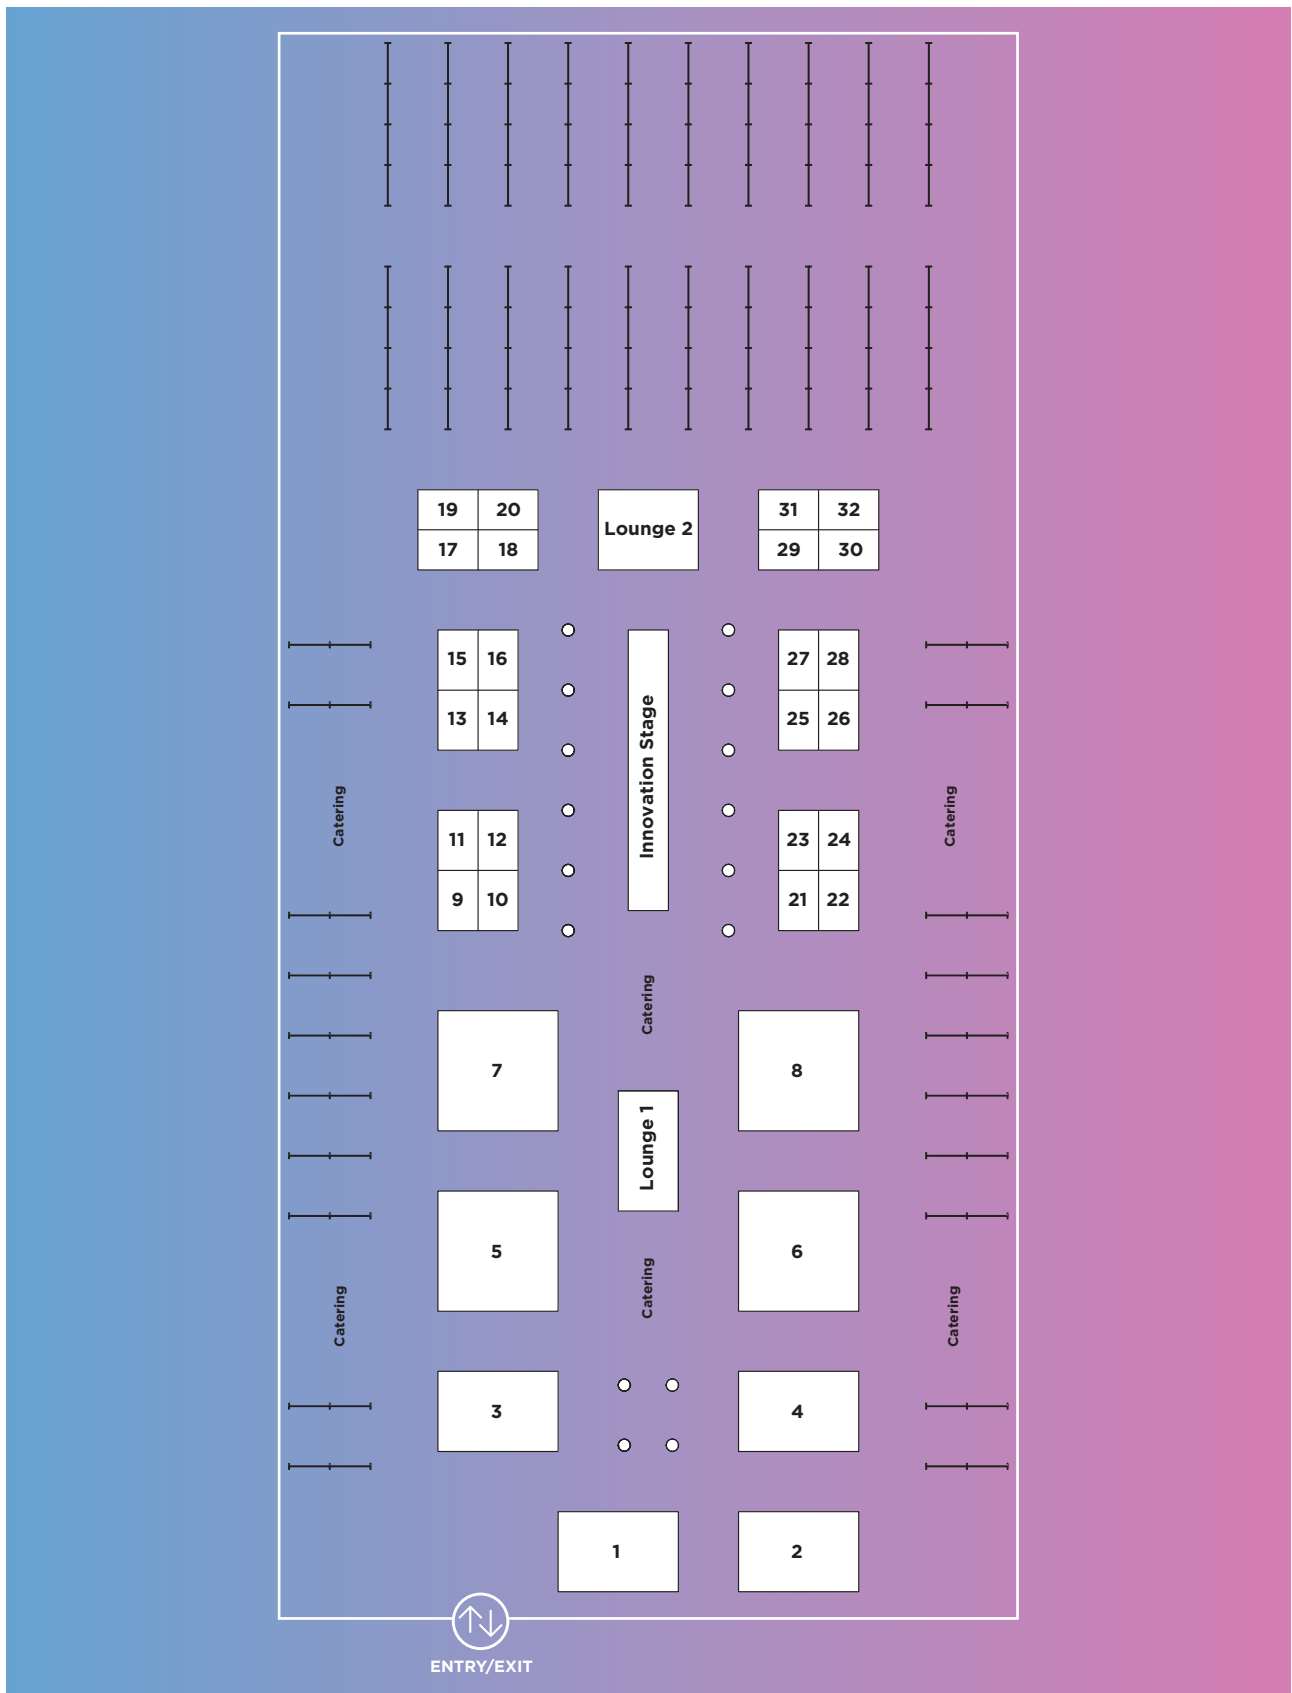 19 20
Lounge 2
31 32
17 18
29 30
15 16
27 28
13 14
25 26
Innovation Stage
Catering
Catering
11 12
23 24
9 10
21 22
Catering
7
8
Lounge 1
5
6
Catering
Catering
Catering
3
4
1
2
ENTRY/EXIT